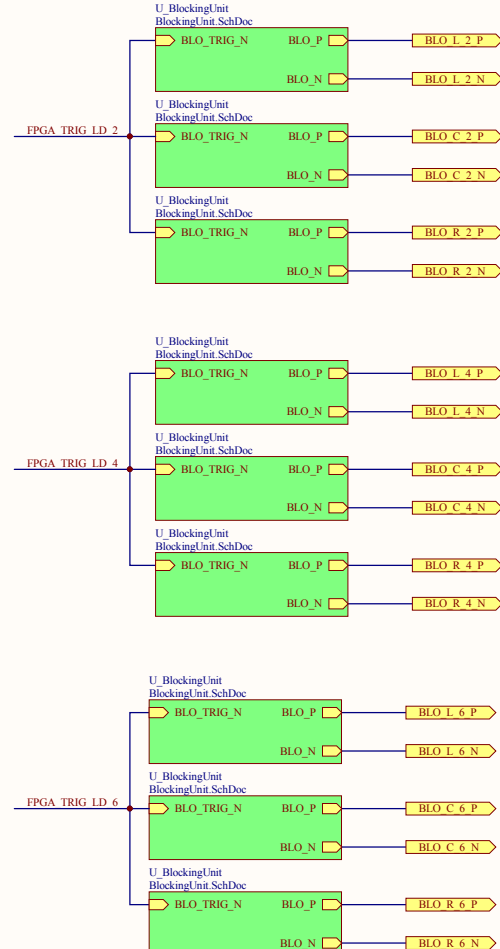 U_BlockingUnit
BlockingUnit.SchDoc
BLO_TRIG_N BLO_P BLO_L_2_P
BLO_N BLO_L_2_N
U_BlockingUnit
BlockingUnit.SchDoc
FPGA_TRIG_LD_2 BLO_TRIG_N BLO_P BLO_C_2_P
BLO_N BLO_C_2_N
U_BlockingUnit
BlockingUnit.SchDoc
BLO_TRIG_N BLO_P BLO_R_2_P
BLO_N BLO_R_2_N
U_BlockingUnit
BlockingUnit.SchDoc
BLO_TRIG_N BLO_P BLO_L_4_P
BLO_N BLO_L_4_N
U_BlockingUnit
BlockingUnit.SchDoc
FPGA_TRIG_LD_4 BLO_TRIG_N BLO_P BLO_C_4_P
BLO_N BLO_C_4_N
U_BlockingUnit
BlockingUnit.SchDoc
BLO_TRIG_N BLO_P BLO_R_4_P
BLO_N BLO_R_4_N
U_BlockingUnit
BlockingUnit.SchDoc
BLO_TRIG_N BLO_P BLO_L_6_P
BLO_N BLO_L_6_N
U_BlockingUnit
BlockingUnit.SchDoc
FPGA_TRIG_LD_6 BLO_TRIG_N BLO_P BLO_C_6_P
BLO_N BLO_C_6_N
U_BlockingUnit
BlockingUnit.SchDoc
BLO_TRIG_N BLO_P BLO_R_6_P
BLO_N BLO_R_6_N